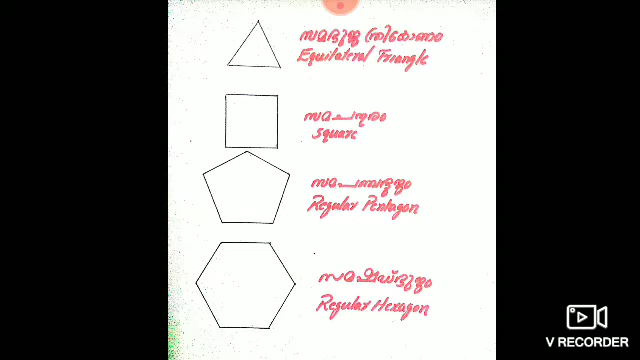 സമഭുജ ത്രികോണം
Equilateral Triangle
സമചതുരം
Square
സമപഞ്ചഭുജം
Regular Pentagon
സമഷഡ്ഭുജം
Regular Hexagon
V RECORDER